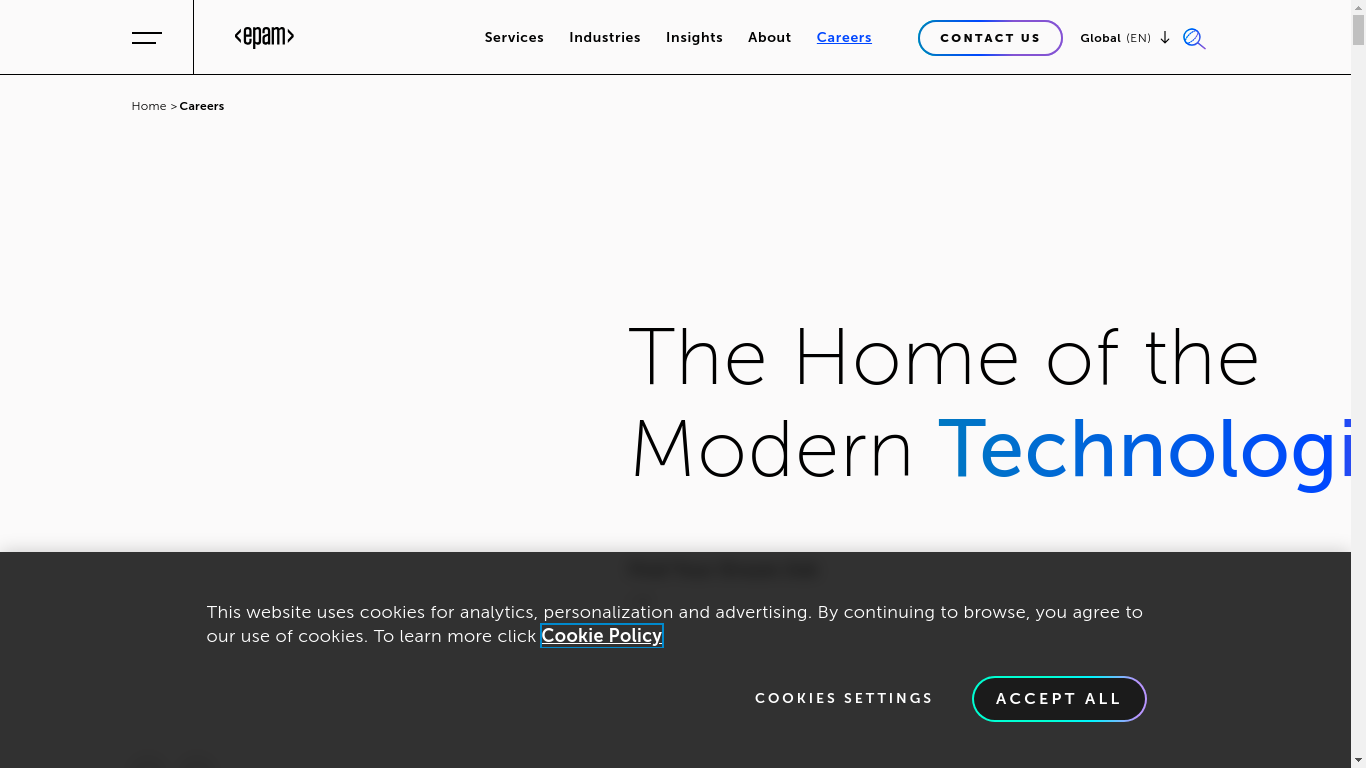 <epam>
Services Industries Insights About Careers
CONTACT US
Global (EN)
Home > Careers
The Home of the
Modern Technologi
This website uses cookies for analytics, personalization and advertising. By continuing to browse, you agree to
our use of cookies. To learn more click Cookie Policy
COOKIES SETTINGS
ACCEPT ALL